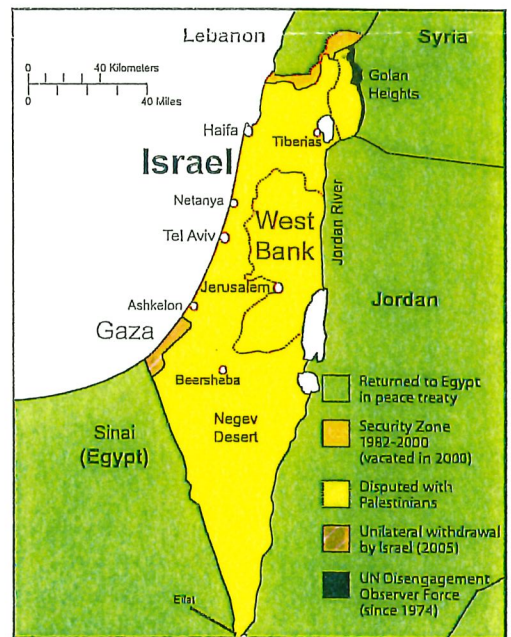 Lebanon
Syria
0 40 Kilometers
0 40 Miles
Golan
Heights
Haifa
Tiberias
Israel
Netanya
West
Bank
Jordan River
Tel Aviv
Jerusalem
Jordan
Ashkelon
Gaza
Beersheba
Negev
Desert
Sinai
(Egypt)
Eilat
Returned to Egypt
in peace treaty
Security Zone
1982-2000
(vacated in 2000)
Disputed with
Palestinians
Unilateral withdrawal
by Israel (2005)
UN Disengagement
Observer Force
(since 1974)